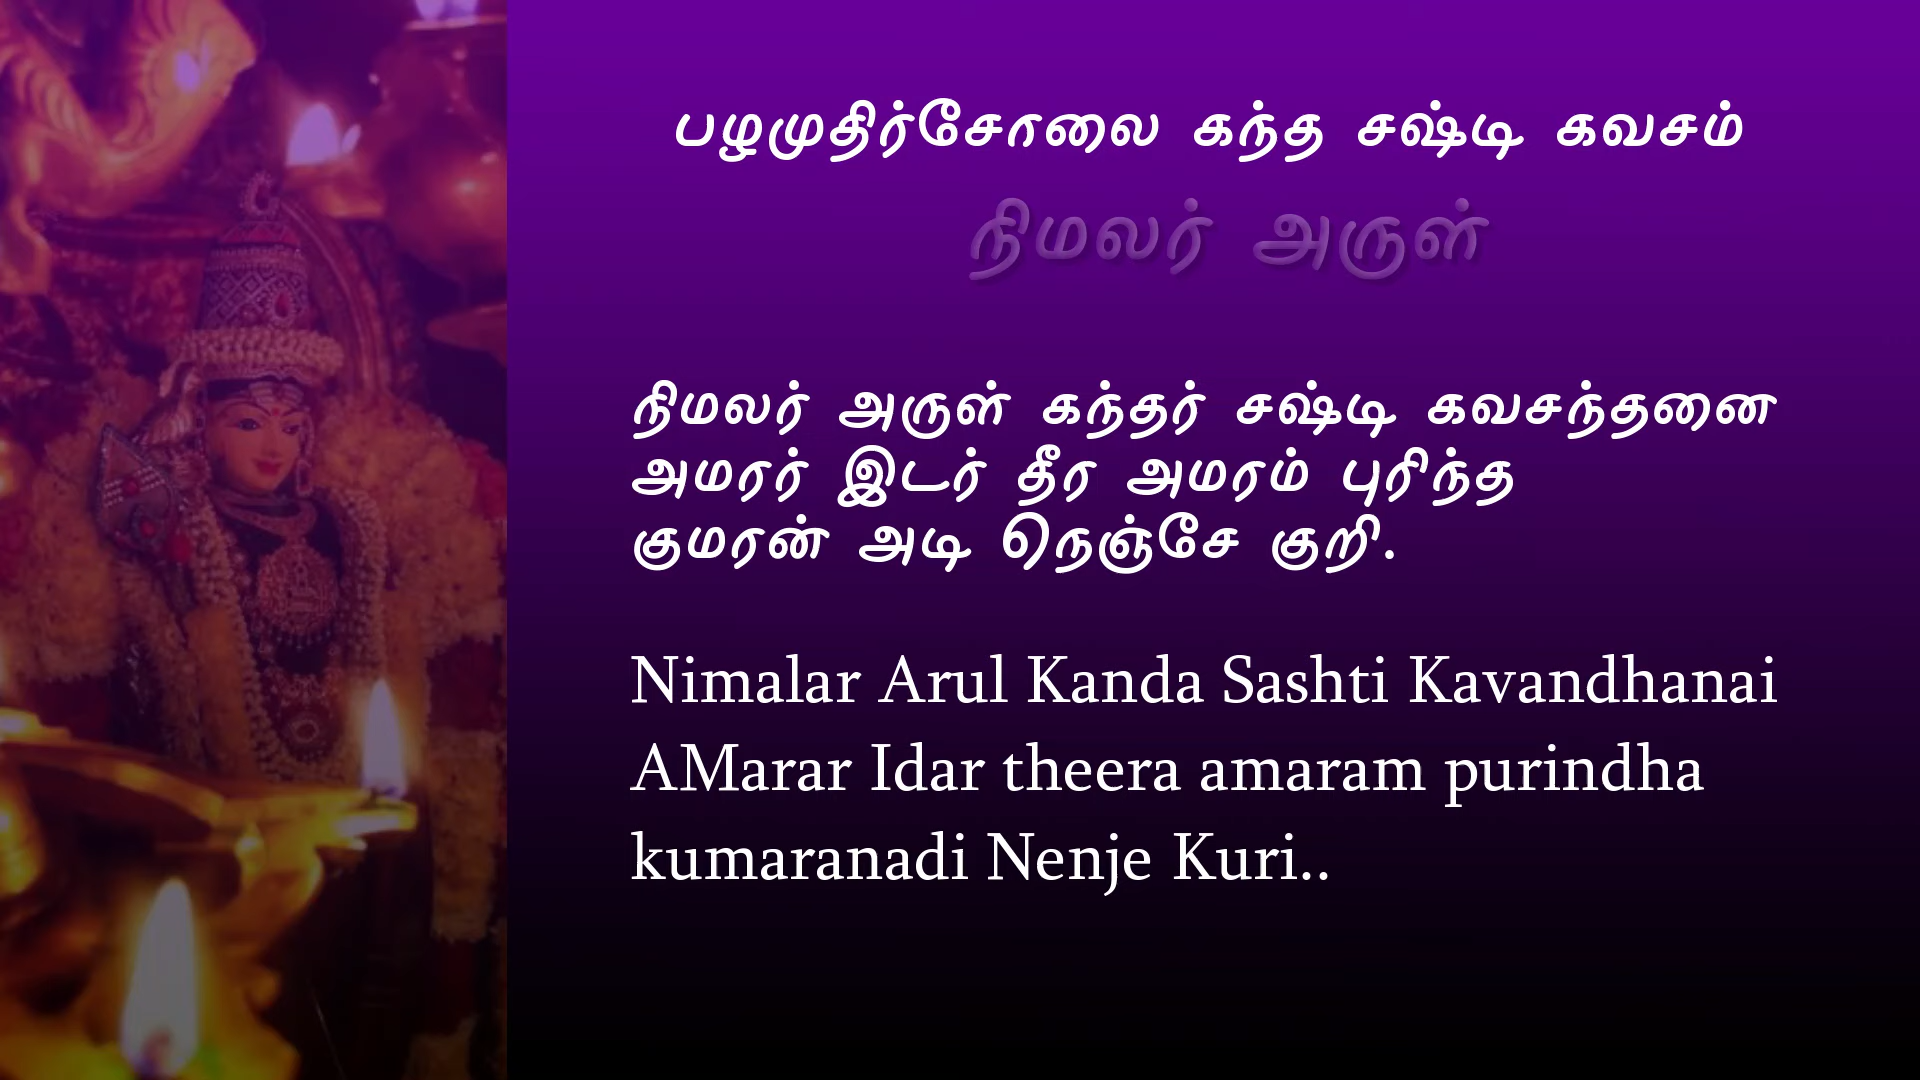 பழமுதிர்சோலை கந்த சஷ்டி கவசம்
நிமலர் அருள்
நிமலர் அருள் கந்தர் சஷ்டி கவசந்தனை
அமரர் இடர் தீர அமரம் புரிந்த
குமரன் அடி நெஞ்சே குறி.
Nimalar Arul Kanda Sashti Kavandhanai
AMarar Idar theera amaram purindha
kumaranadi Nenje Kuri..